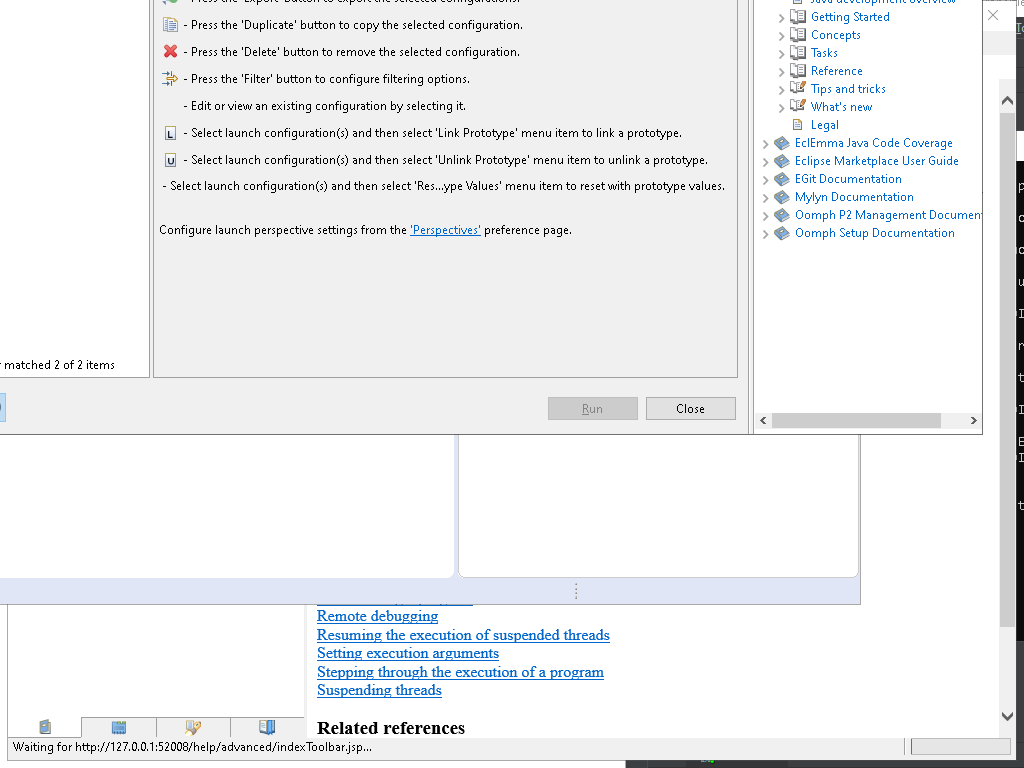 - Press the 'Export' button to export the selected configurations.
- Press the 'Duplicate' button to copy the selected configuration.
- Press the 'Delete' button to remove the selected configuration.
- Press the 'Filter' button to configure filtering options.
- Edit or view an existing configuration by selecting it.
L - Select launch configuration(s) and then select 'Link Prototype' menu item to link a prototype.
U - Select launch configuration(s) and then select 'Unlink Prototype' menu item to unlink a prototype.
- Select launch configuration(s) and then select 'Res...ype Values' menu item to reset with prototype values.
Configure launch perspective settings from the 'Perspectives' preference page.
matched 2 of 2 items
Run
Close
Java development overview
Getting Started
Concepts
Tasks
Reference
Tips and tricks
What's new
Legal
EclEmma Java Code Coverage
Eclipse Marketplace User Guide
EGit Documentation
Mylyn Documentation
Oomph P2 Management Documen
Oomph Setup Documentation
Remote debugging
Resuming the execution of suspended threads
Setting execution arguments
Stepping through the execution of a program
Suspending threads
Related references
Waiting for http://127.0.0.1:52008/help/advanced/indexToolbar.jsp...